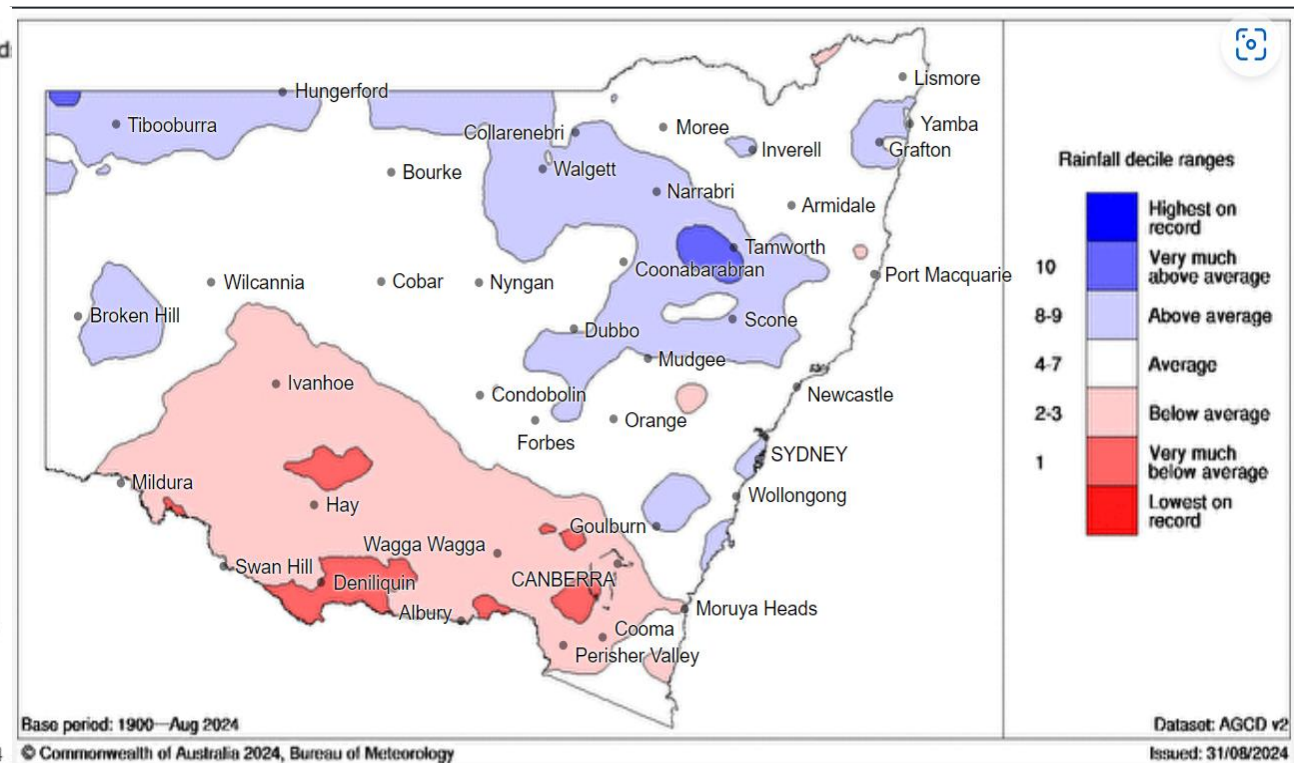 Hungerford
Lismore
Tibooburra
Collarenebri
Moree
Yamba
Inverell
Grafton
Bourke
Walgett
Narrabri
Armidale
Tamworth
Coonabarabran
Port Macquarie
Wilcannia
Cobar
Nyngan
Broken Hill
Scone
Dubbo
Mudgee
Ivanhoe
Condobolin
Newcastle
Orange
Forbes
SYDNEY
Mildura
Wollongong
Hay
Goulburn
Wagga Wagga
Swan Hill
Deniliquin
CANBERRA
Albury
Moruya Heads
Cooma
Perisher Valley
Rainfall decile ranges
Highest on
record
10 Very much
above average
8-9 Above average
4-7 Average
2-3 Below average
1 Very much
below average
Lowest on
record
Base period: 1900—Aug 2024
Dataset: AGCD v2
© Commonwealth of Australia 2024, Bureau of Meteorology
Issued: 31/08/2024